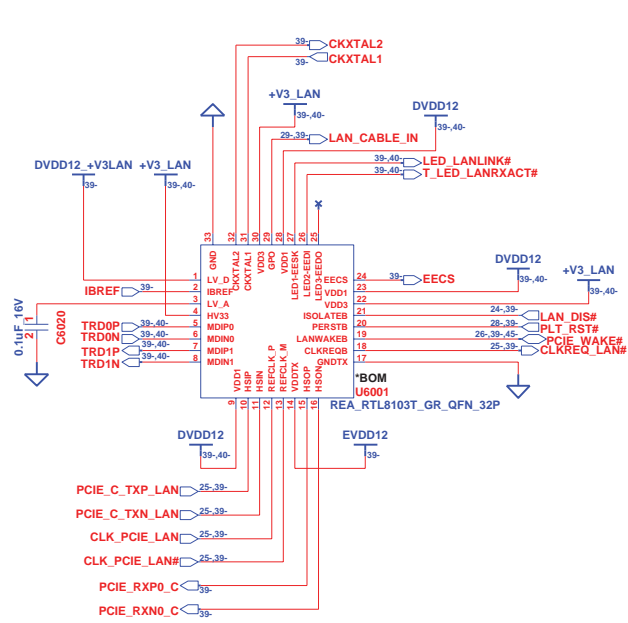 39- CKXTAL2
39- CKXTAL1
+V3_LAN
39-,40-
DVDD12
39-,40-
29-,39- LAN_CABLE_IN
DVDD12_+V3LAN
39-
+V3_LAN
39-,40-
39-,40- LED_LANLINK#
39-,40- T_LED_LANRXACT#
33 32 31 30 29 28 27 26 25
GND CKXTAL2 CKXTAL1 VDD3 GPO VDD1 LED1-EESK LED2-EEDI LED3-EEDO
DVDD12
39-,40-
+V3_LAN
39-,40-
1 LV_D
IBREF 39- 2 IBREF
3 LV_A
4 HV33
TRD0P 39-,40- 5 MDIP0
TRD0N 39-,40- 6 MDIN0
TRD1P 39-,40- 7 MDIP1
TRD1N 39-,40- 8 MDIN1
0.1uF_16V
1
2
C6020
EECS 24 39- EECS
VDD1 23
VDD3 22
ISOLATEB 21 24-,39- LAN_DIS#
PERSTB 20 28-,39- PLT_RST#
LANWAKEB 19 26-,39-,45- PCIE_WAKE#
CLKREQB 18 25-,39- CLKREQ_LAN#
GNDTX 17
VDD1 HSIP HSIN REFCLK_P REFCLK_M VDDTX HSOP HSON
9 10 11 12 13 14 15 16
*BOM
U6001
REA_RTL8103T_GR_QFN_32P
DVDD12
39-,40-
EVDD12
39-
PCIE_C_TXP_LAN 25-,39-
PCIE_C_TXN_LAN 25-,39-
CLK_PCIE_LAN 25-,39-
CLK_PCIE_LAN# 25-,39-
PCIE_RXP0_C 39-
PCIE_RXN0_C 39-